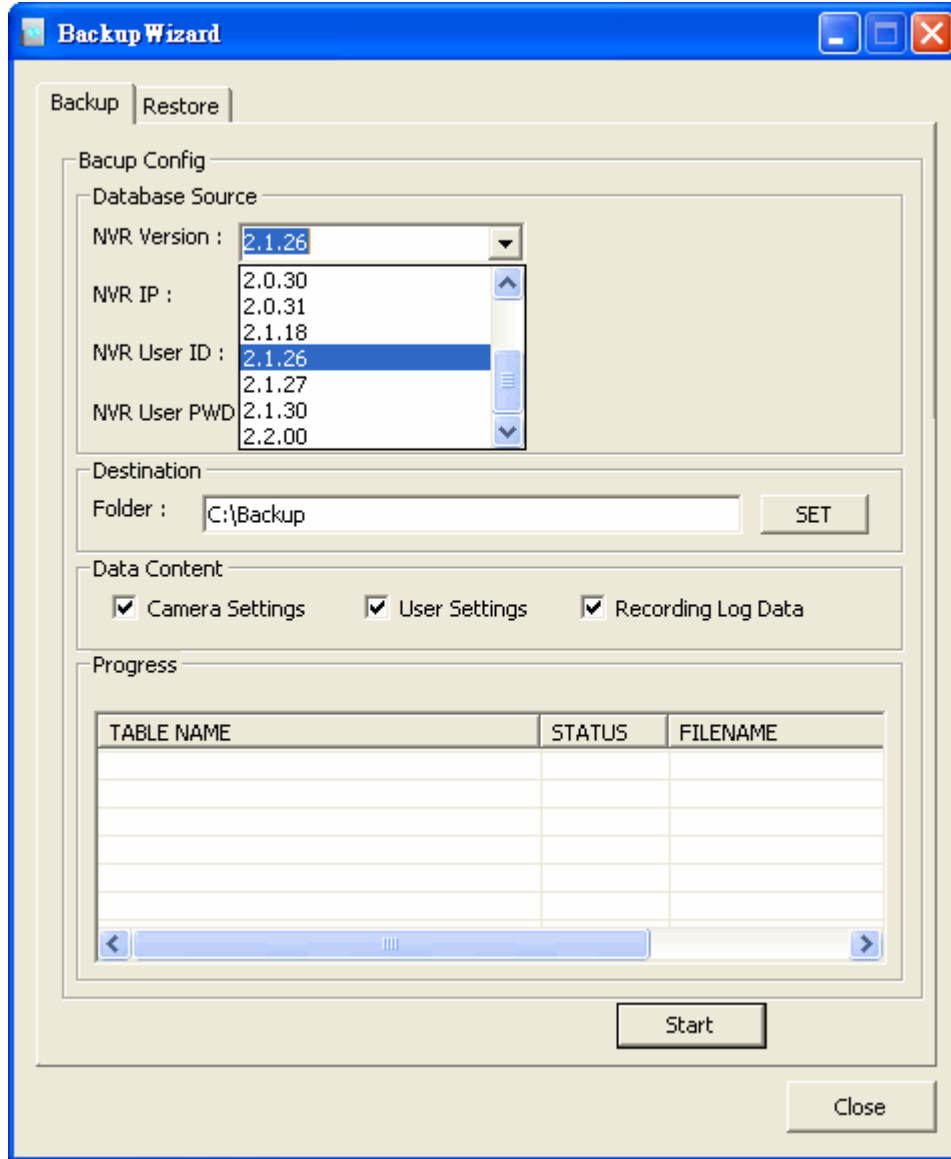 Backup Wizard
Backup Restore
Bacup Config
Database Source
NVR Version : 2.1.26
2.0.30
NVR IP :
2.0.31
2.1.18
NVR User ID : 2.1.26
2.1.27
NVR User PWD 2.1.30
2.2.00
Destination
Folder : C:\Backup SET
Data Content
Camera Settings User Settings Recording Log Data
Progress
TABLE NAME STATUS FILENAME
Start
Close